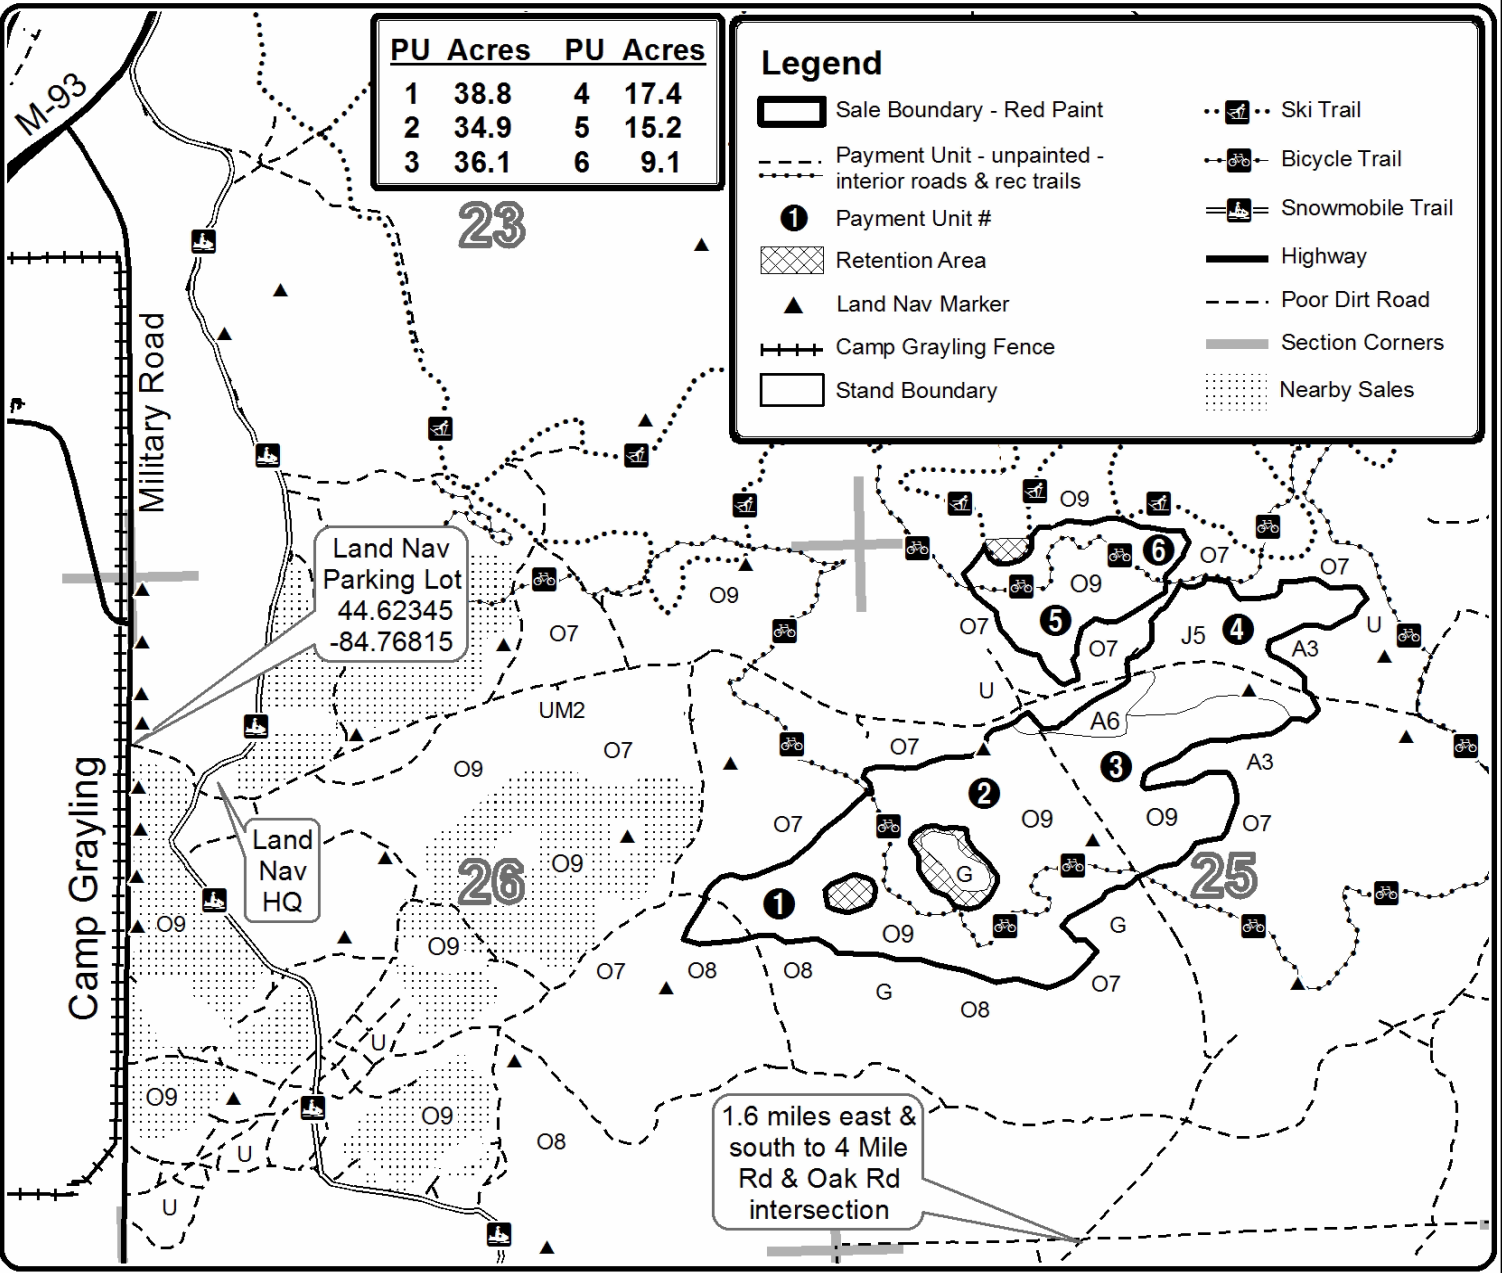 PU Acres PU Acres
1 38.8 4 17.4
2 34.9 5 15.2
3 36.1 6 9.1
Legend
Sale Boundary - Red Paint
Payment Unit - unpainted -
interior roads & rec trails
1 Payment Unit #
Retention Area
Land Nav Marker
Camp Grayling Fence
Stand Boundary
Ski Trail
Bicycle Trail
Snowmobile Trail
Highway
Poor Dirt Road
Section Corners
Nearby Sales
M-93
23
Military Road
Land Nav
Parking Lot
44.62345
-84.76815
O9
6
O7
O7
O9
O9
O7
5
O7
O7
J5
4
U
A3
U
UM2
A6
O7
O7
O9
3
A3
2
O7
O9
O9
O7
Camp Grayling
Land
Nav
HQ
26
O9
G
25
1
O9
O9
O9
G
O7
O8
O8
G
O7
O8
U
O9
O9
O8
U
U
1.6 miles east &
south to 4 Mile
Rd & Oak Rd
intersection